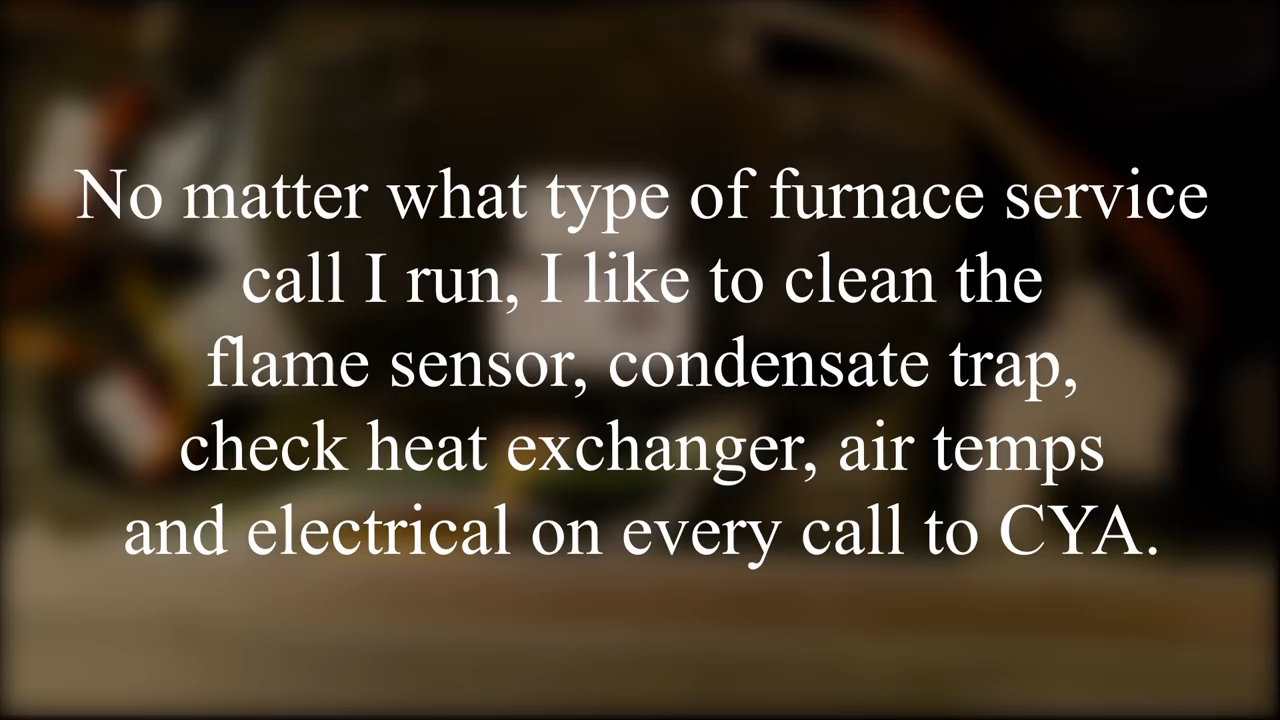 No matter what type of furnace service
call I run, I like to clean the
flame sensor, condensate trap,
check heat exchanger, air temps
and electrical on every call to CYA.